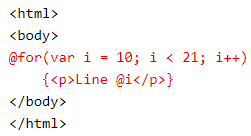 <html>
<body>
@for(var i = 10; i < 21; i++)
    {<p>Line @i</p>}
</body>
</html>